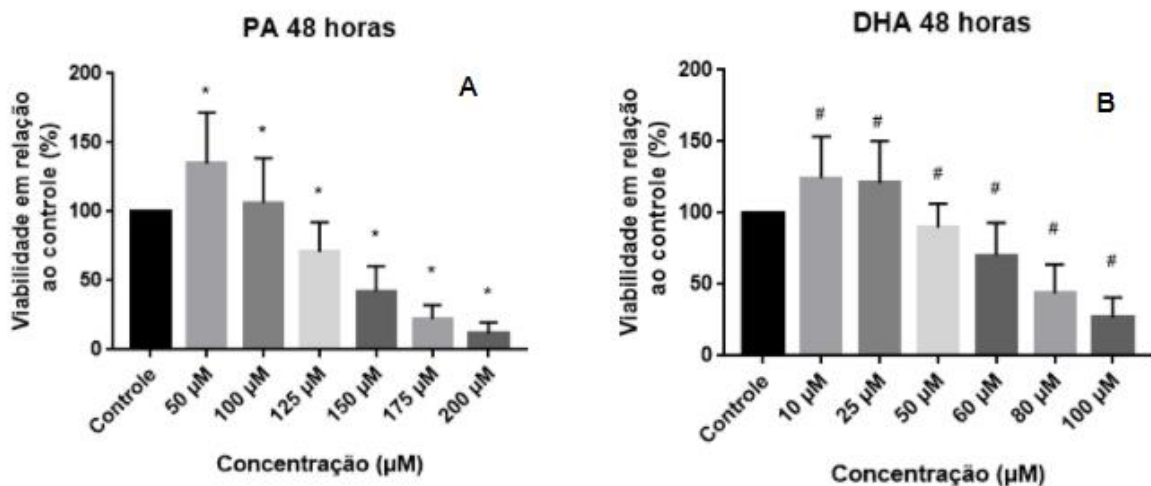 PA 48 horas
A
Viabilidade em relação
ao controle (%)
200
150
100
50
0
*
*
*
*
*
*
Controle
50 µM
100 µM
125 µM
150 µM
175 µM
200 µM
Concentração (µM)
DHA 48 horas
B
Viabilidade em relação
ao controle (%)
200
150
100
50
0
#
#
#
#
#
#
Controle
10 µM
25 µM
50 µM
60 µM
80 µM
100 µM
Concentração (µM)